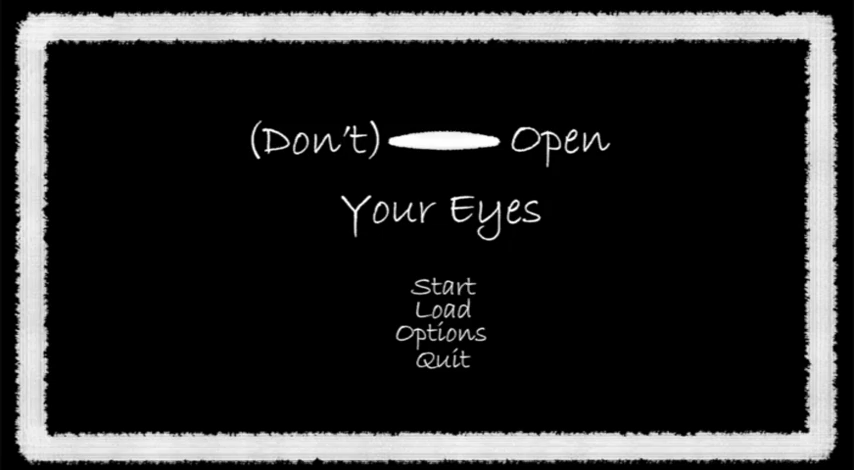 (Don't) Open
Your Eyes
Start
Load
Options
Quit